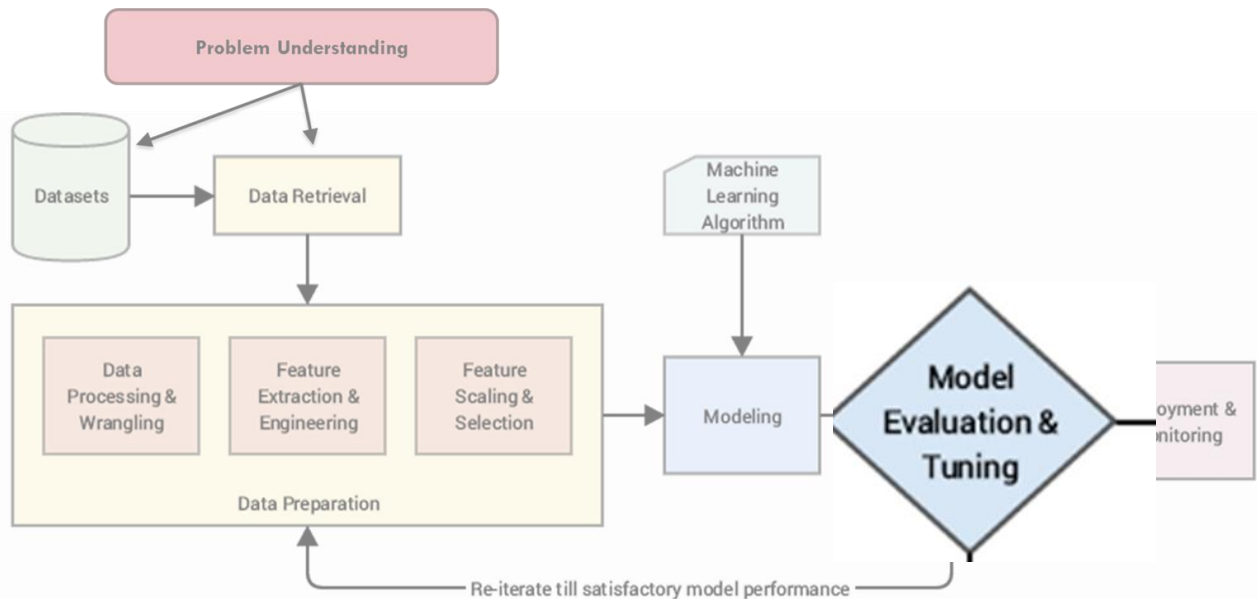 Problem Understanding
Datasets
Data Retrieval
Machine
Learning
Algorithm
Data
Processing &
Wrangling
Feature
Extraction &
Engineering
Feature
Scaling &
Selection
Data Preparation
Modeling
Model
Evaluation &
Tuning
oyment &
nitoring
Re-iterate till satisfactory model performance